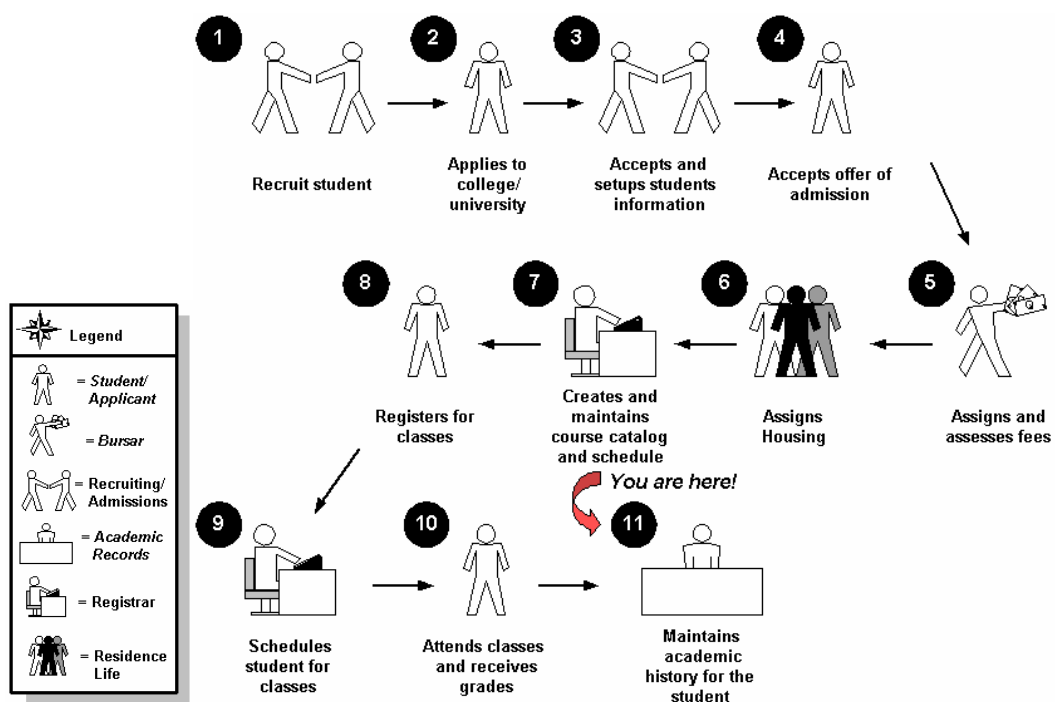 1
2
3
4
Recruit student
Applies to
college/
university
Accepts and
setups students
information
Accepts offer of
admission
8
7
6
5
Registers for
classes
Creates and
maintains
course catalog
and schedule
Assigns
Housing
Assigns and
assesses fees
You are here!
9
10
11
Schedules
student for
classes
Attends classes
and receives
grades
Maintains
academic
history for the
student
Legend
= Student/
Applicant
= Bursar
= Recruiting/
Admissions
= Academic
Records
= Registrar
= Residence
Life